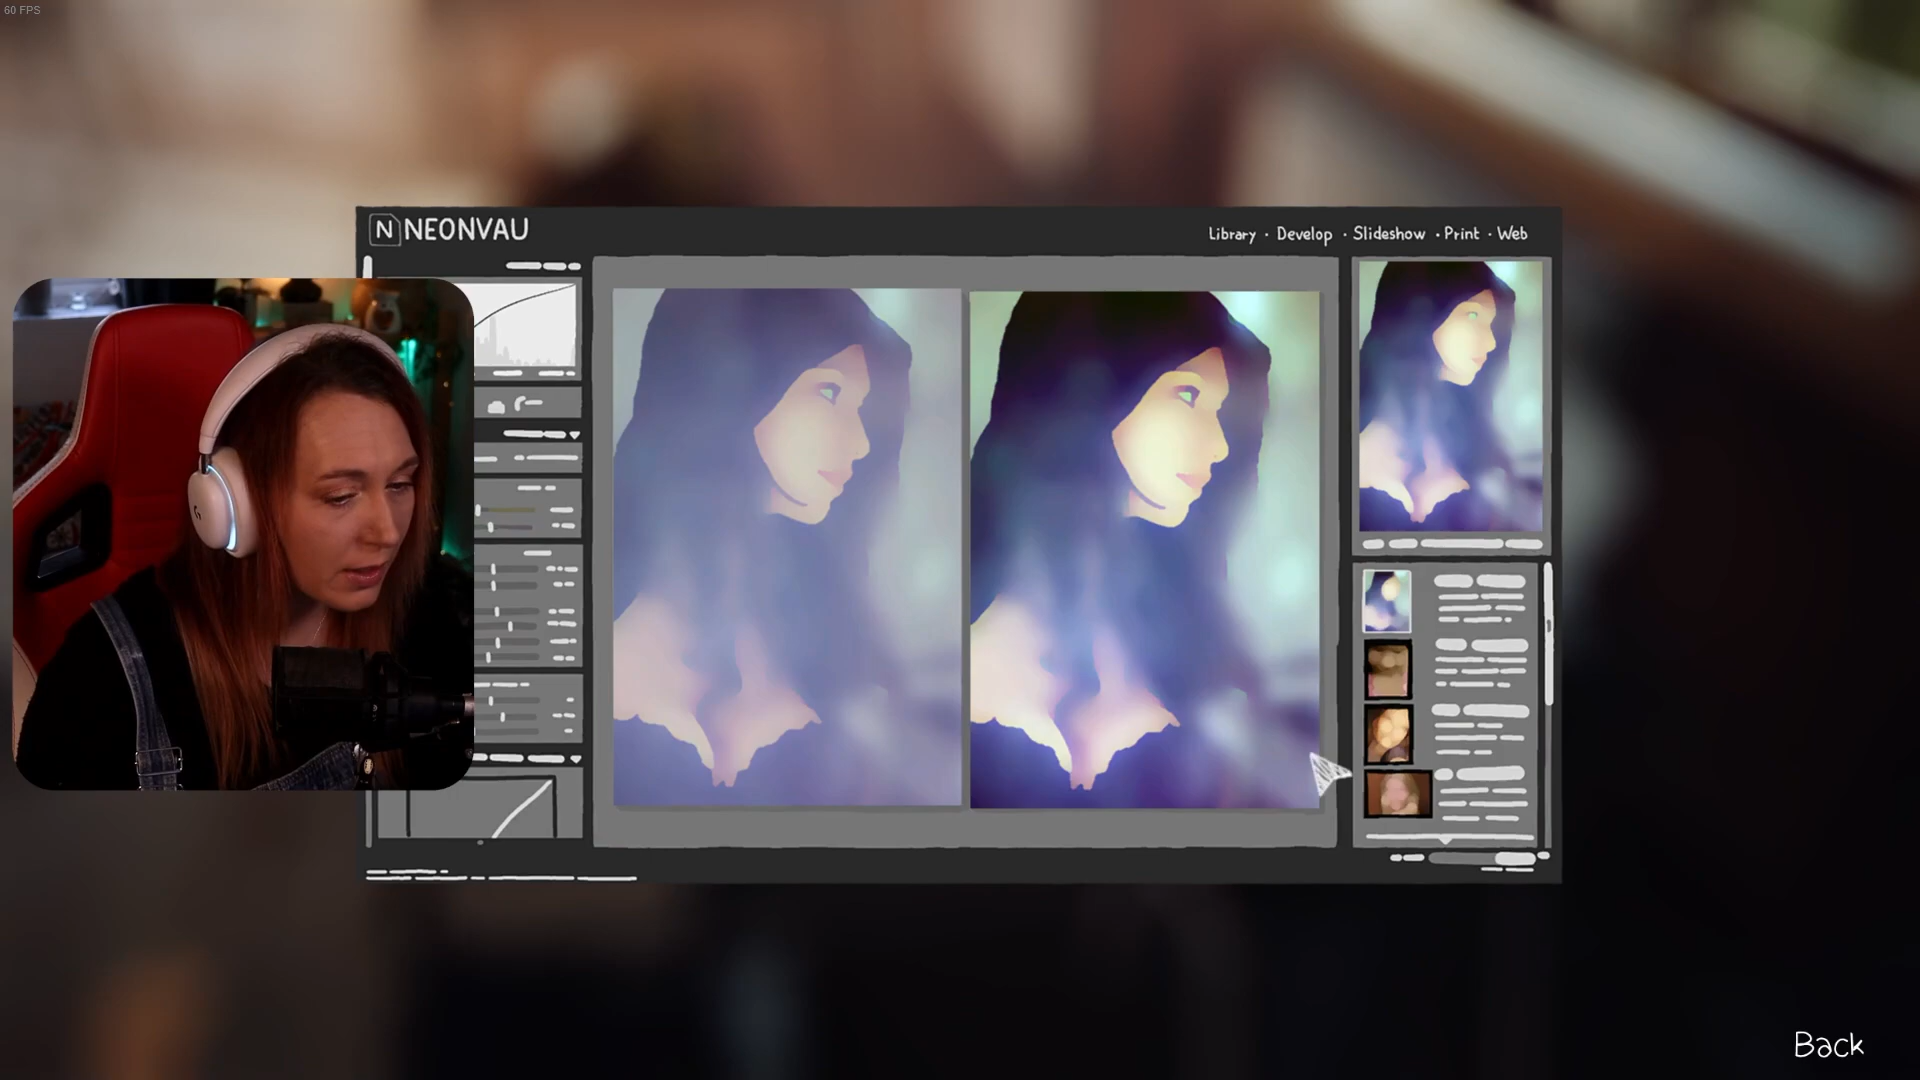 60 FPS
N NEONVAU
Library · Develop · Slideshow · Print · Web
Back